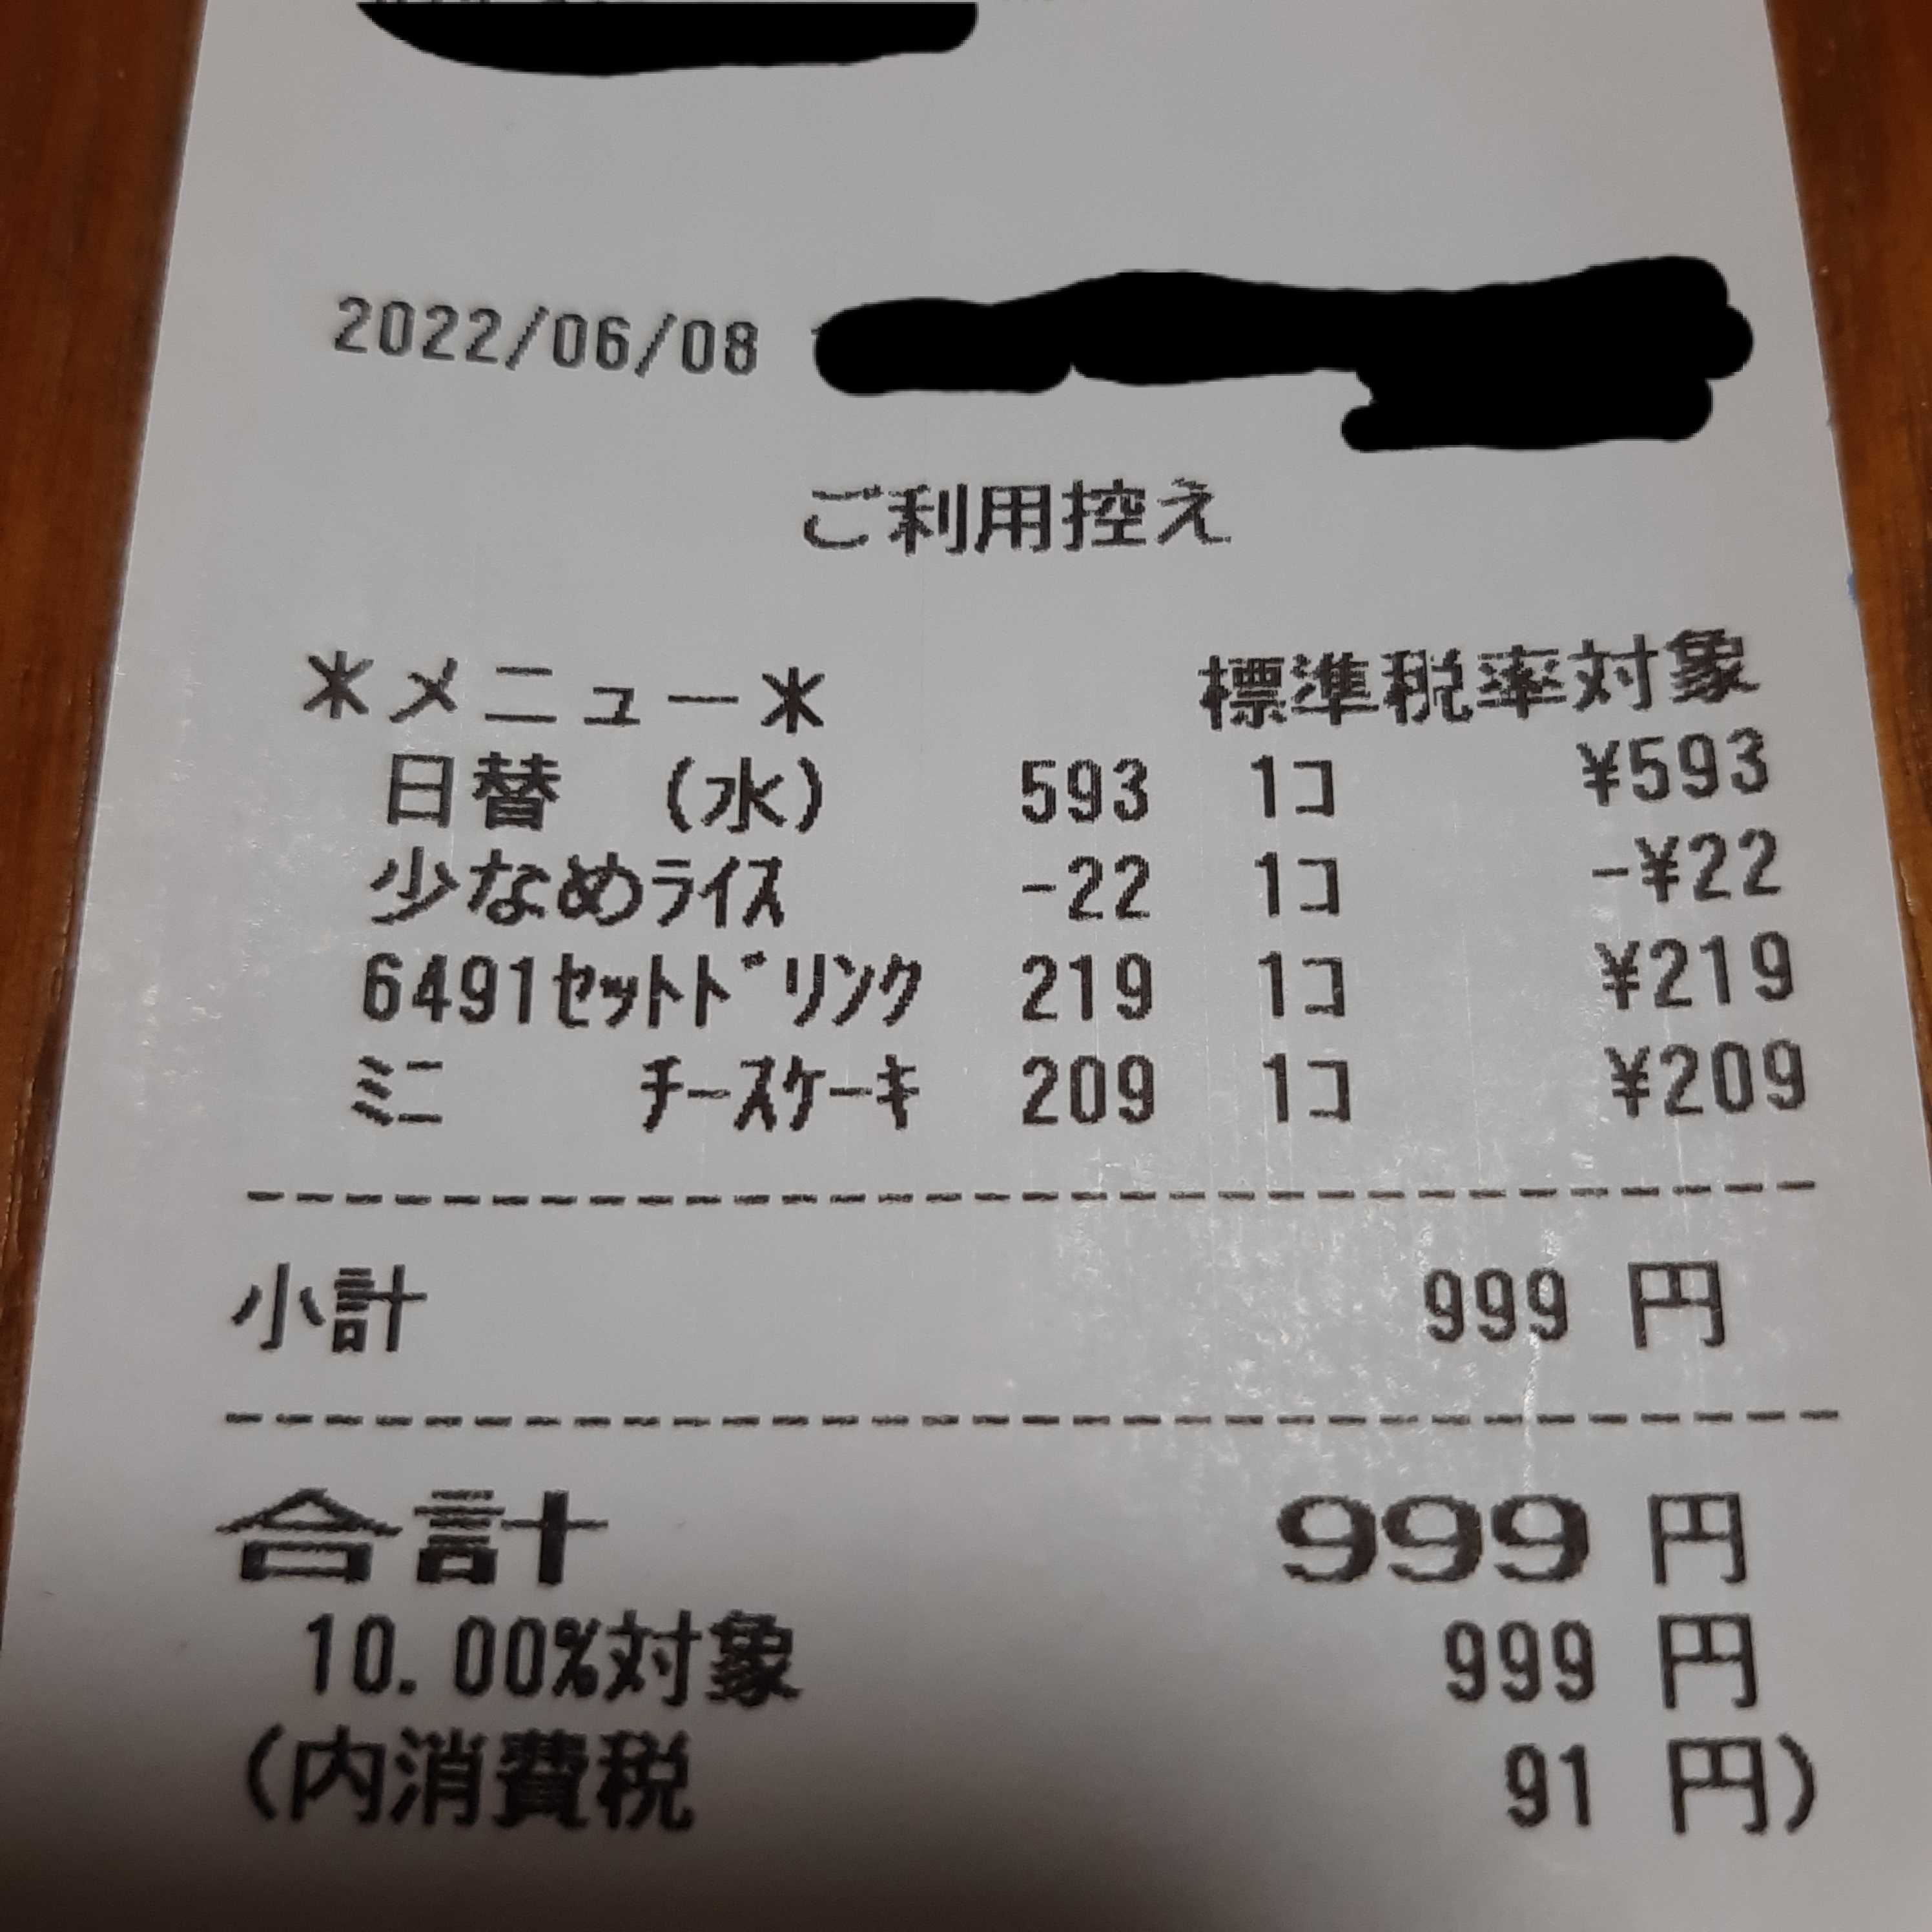 2022/06/08
ご利用控え
*メニュー* 標準税率対象
日替 (水) 593 1コ ¥593
少なめライス -22 1コ -¥22
6491セットドリンク 219 1コ ¥219
ミニ チーズケーキ 209 1コ ¥209
小計 999 円
合計 999 円
10.00%対象 999 円
(内消費税 91 円)